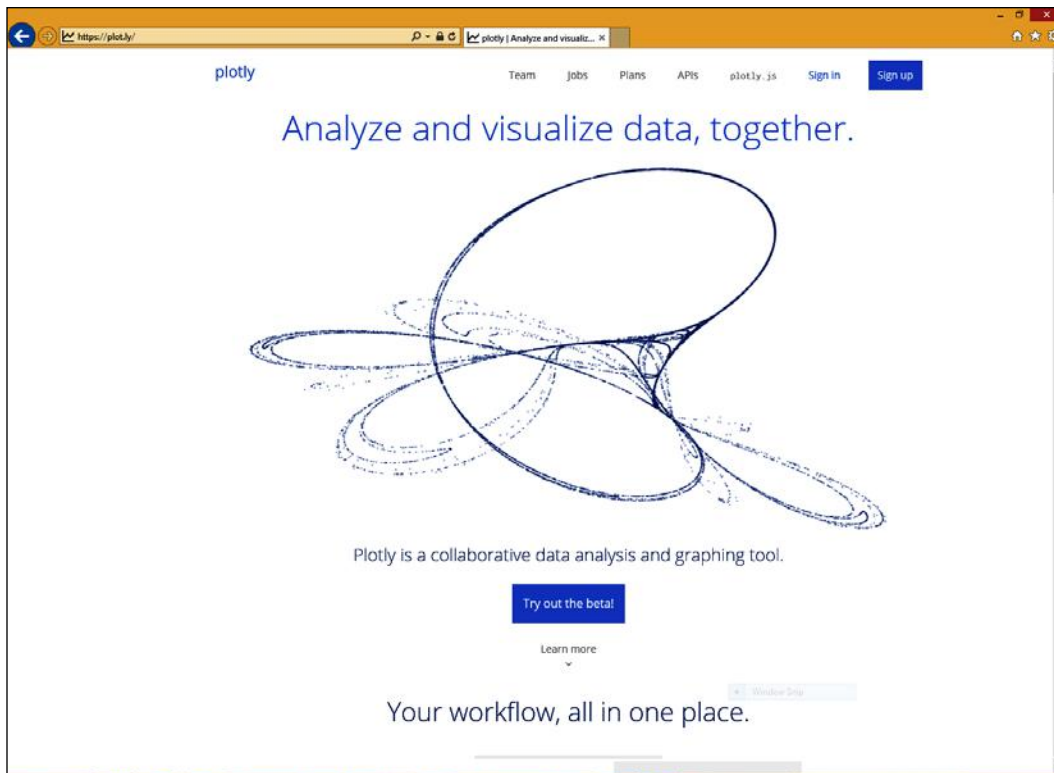 https://plot.ly/
plotly | Analyze and visualiz...
plotly
Team Jobs Plans APIs plotly.js Sign in Sign up
Analyze and visualize data, together.
Plotly is a collaborative data analysis and graphing tool.
Try out the beta!
Learn more
Window Snip
Your workflow, all in one place.